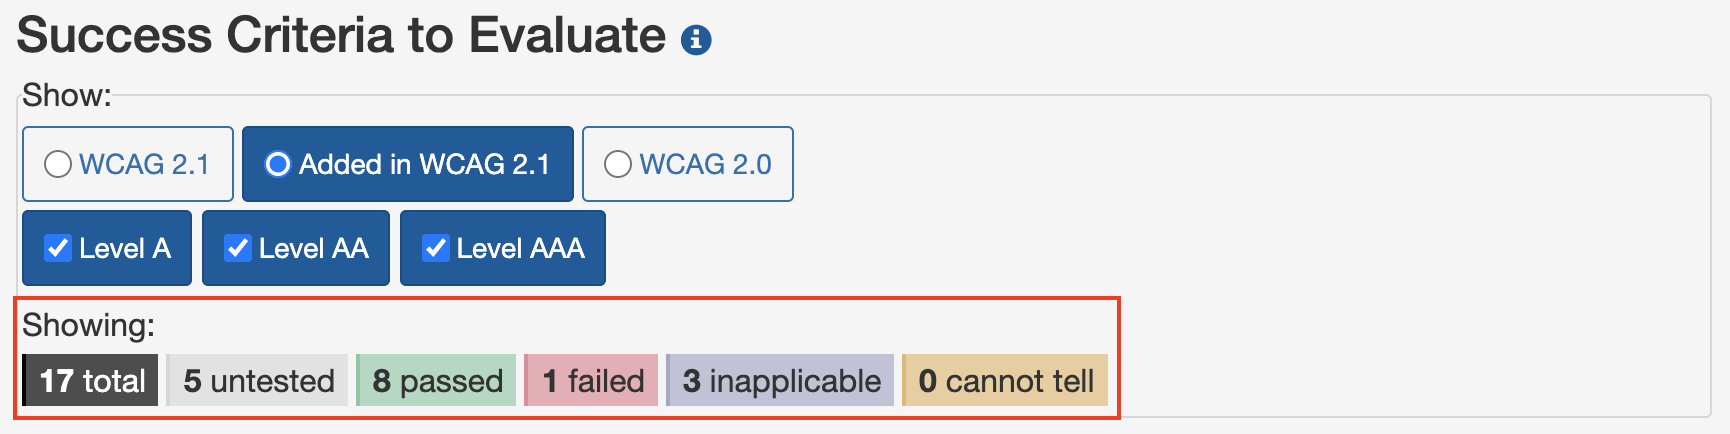 Success Criteria to Evaluate
Show:
WCAG 2.1 Added in WCAG 2.1 WCAG 2.0
Level A Level AA Level AAA
Showing:
17 total 5 untested 8 passed 1 failed 3 inapplicable 0 cannot tell